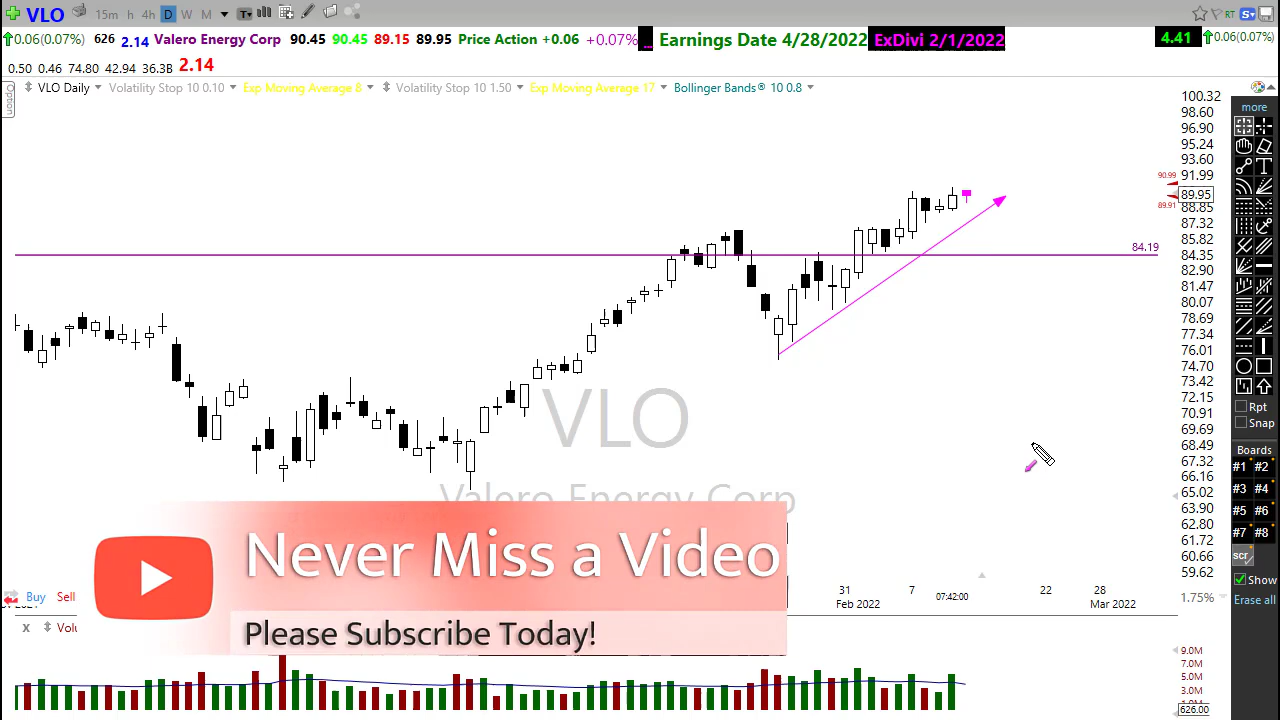 VLO 15m h 4h D W M T RT S
0.06(0.07%) 626 2.14 Valero Energy Corp 90.45 90.45 89.15 89.95 Price Action +0.06 +0.07% ... Earnings Date 4/28/2022 ExDivi 2/1/2022 4.41 0.06(0.07%)
0.50 0.46 74.80 42.94 36.3B 2.14
Option
VLO Daily Volatility Stop 10 0.10 Exp Moving Average 8 Volatility Stop 10 1.50 Exp Moving Average 17 Bollinger Bands® 10 0.8
100.32
98.60
96.90
95.24
93.60
91.99
90.99
89.95
89.91
88.85
87.32
85.82
84.19
84.35
82.90
81.47
80.07
78.69
77.34
76.01
74.70
73.42
72.15
70.91
69.69
68.49
67.32
66.16
65.02
63.90
62.80
61.72
60.66
59.62
more
Rpt
Snap
Boards
#1 #2
#3 #4
#5 #6
#7 #8
scr
Show
Erase all
VLO
Valero Energy Corp
Never Miss a Video
Please Subscribe Today!
Buy Sell
31 7 07:42:00 22 28
Feb 2022 Mar 2022
1.75%
X Volu
9.0M
7.0M
5.0M
3.0M
1.0M
626.00